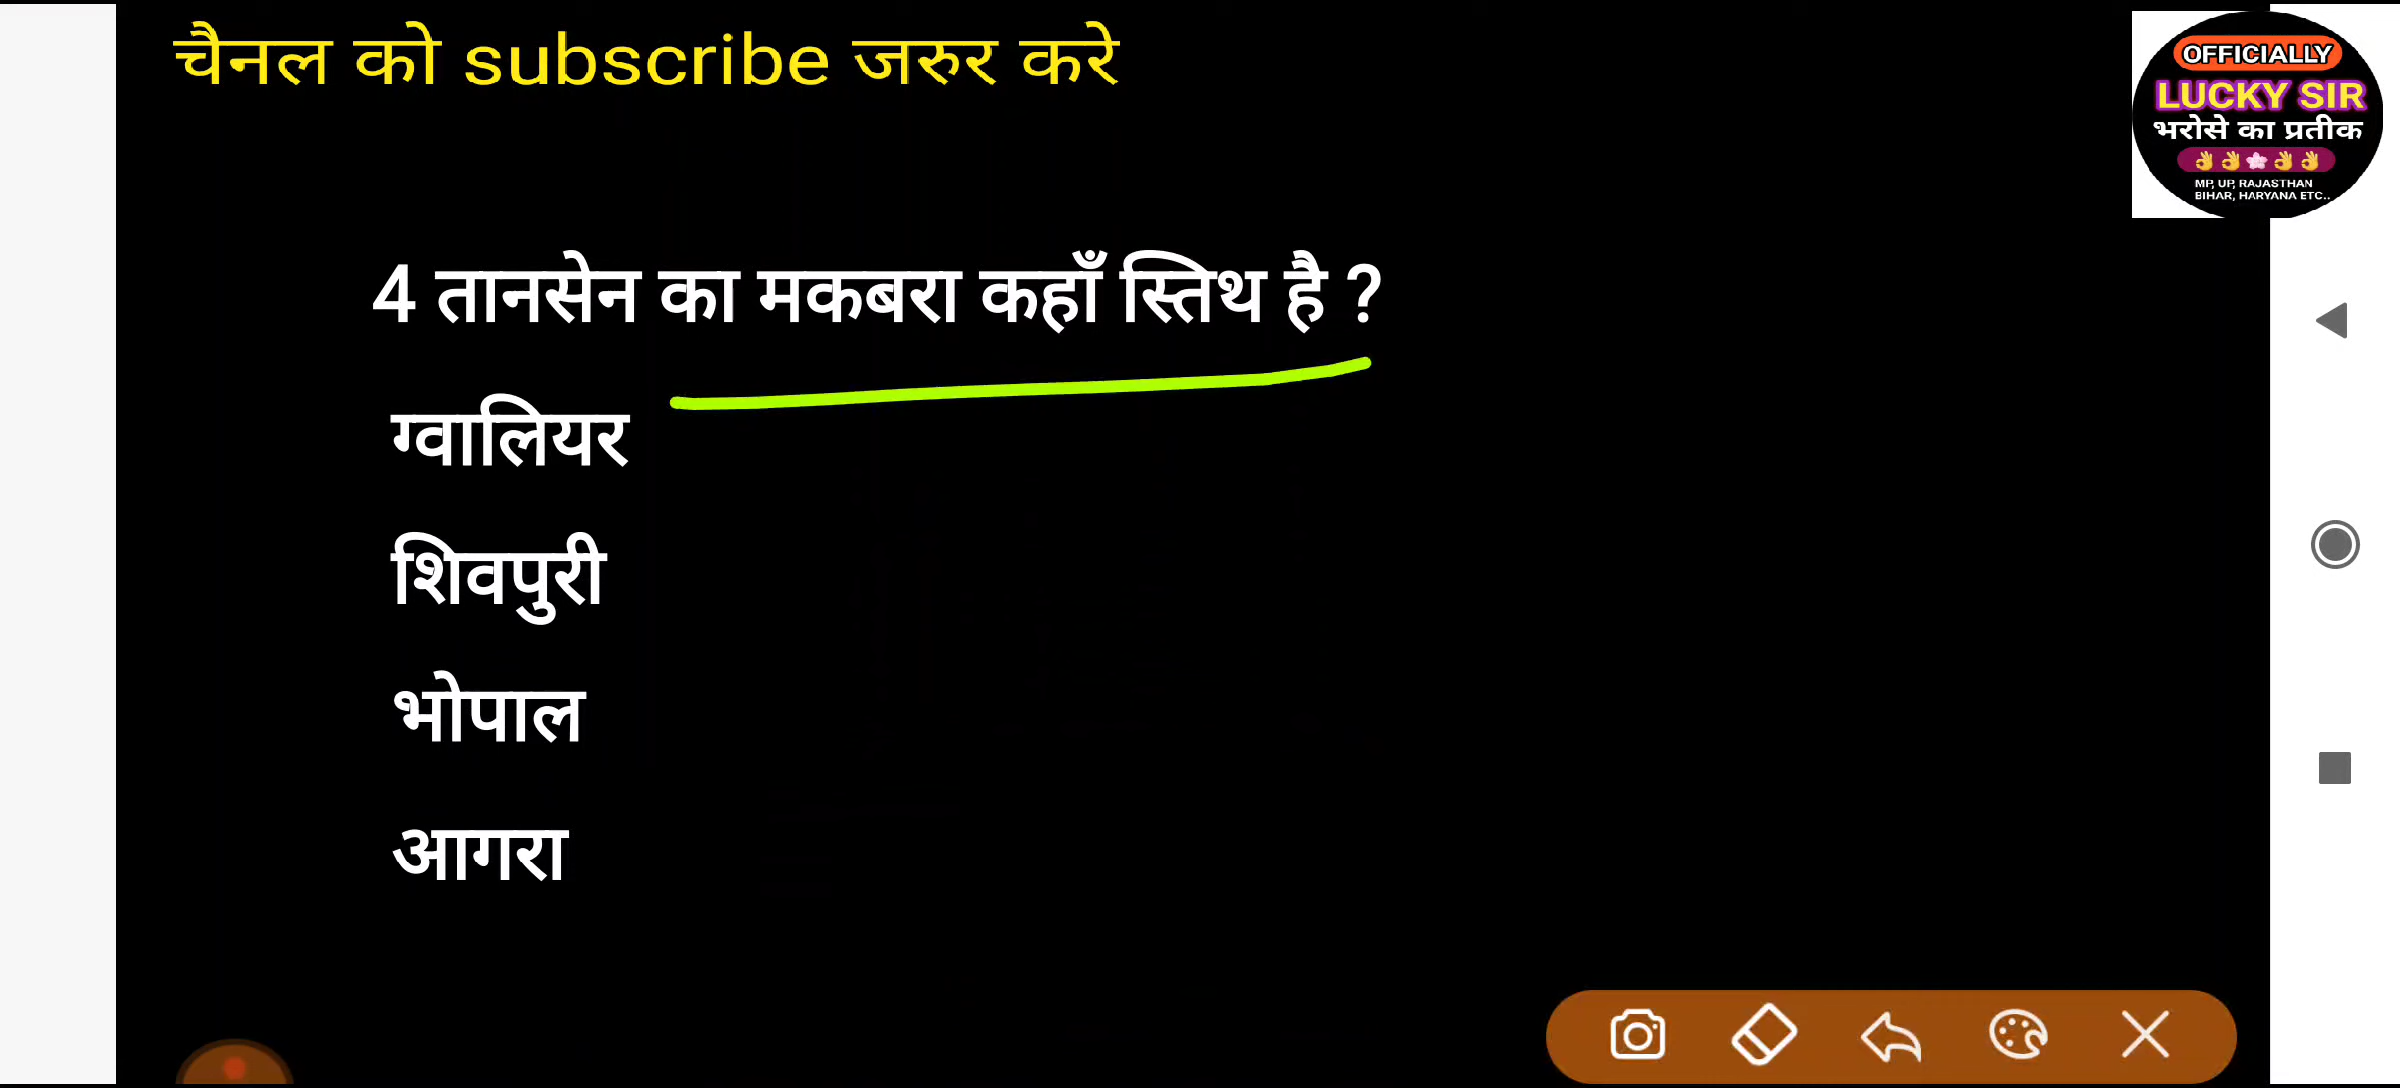 चैनल को subscribe जरुर करे
OFFICIALLY
LUCKY SIR
भरोसे का प्रतीक
MP, UP, RAJASTHAN
BIHAR, HARYANA ETC..
4 तानसेन का मकबरा कहाँ स्तिथ है ?
ग्वालियर
शिवपुरी
भोपाल
आगरा